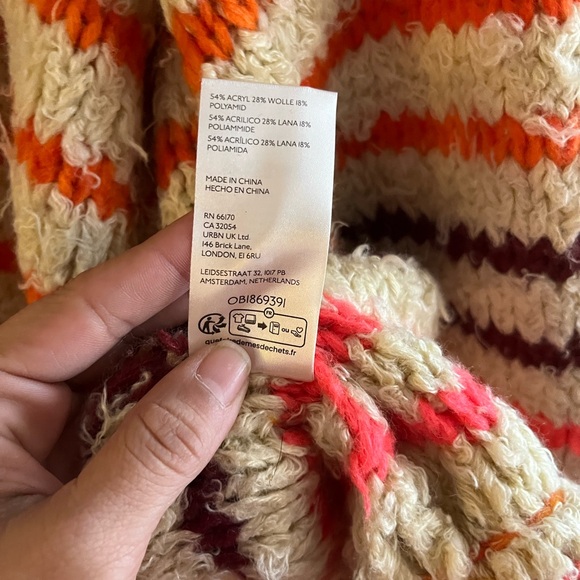 54% ACRYL 28% WOLLE 18%
POLYAMID
54% ACRILICO 28% LANA 18%
POLIAMMIDE
54% ACRÍLICO 28% LANA 18%
POLIAMIDA
MADE IN CHINA
HECHO EN CHINA
RN 66170
CA 32054
URBN UK Ltd.
146 Brick Lane,
LONDON, E1 6RU
LEIDSESTRAAT 32, 1017 PB
AMSTERDAM, NETHERLANDS
OB1869391
FR
OU
quefairedemesdechets.fr